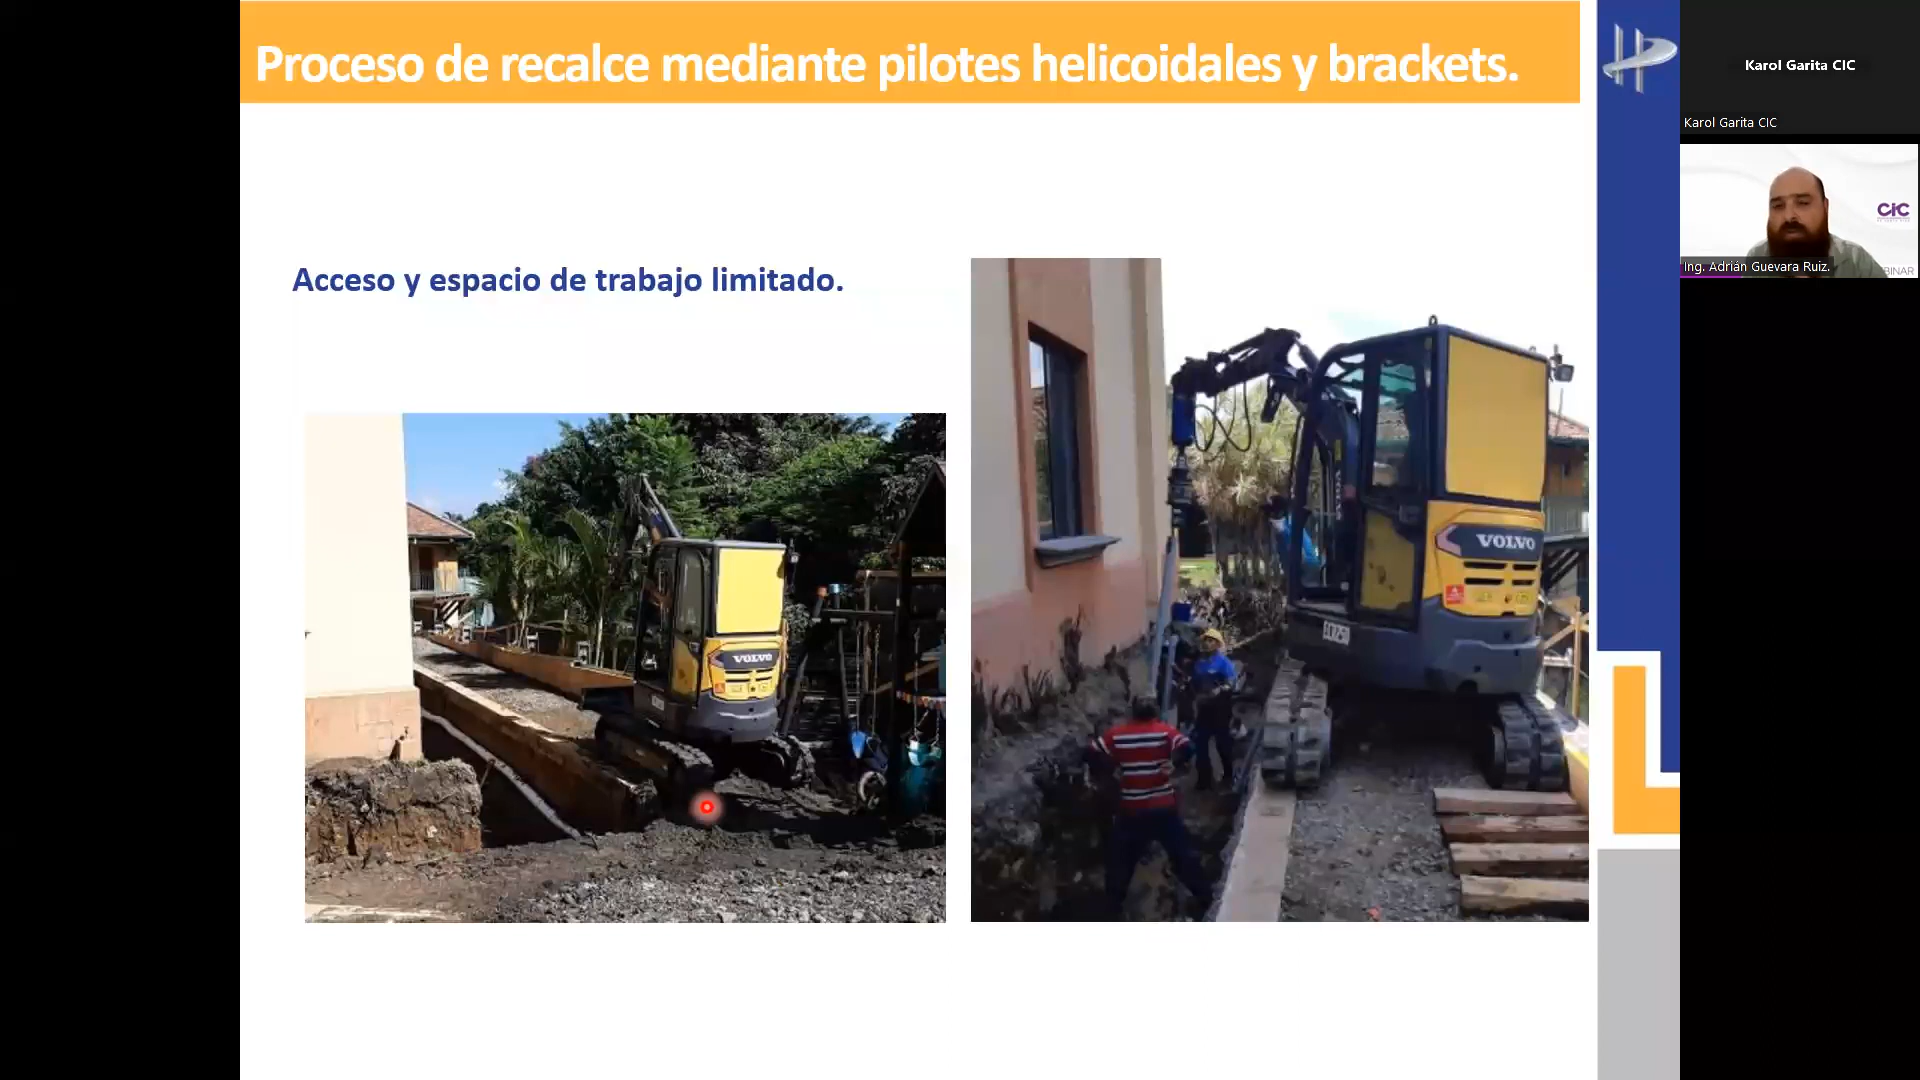 Proceso de recalce mediante pilotes helicoidales y brackets.
Acceso y espacio de trabajo limitado.
VOLVO
VOLVO
Karol Garita CIC
Karol Garita CIC
CIC
Ing. Adrián Guevara Ruiz.